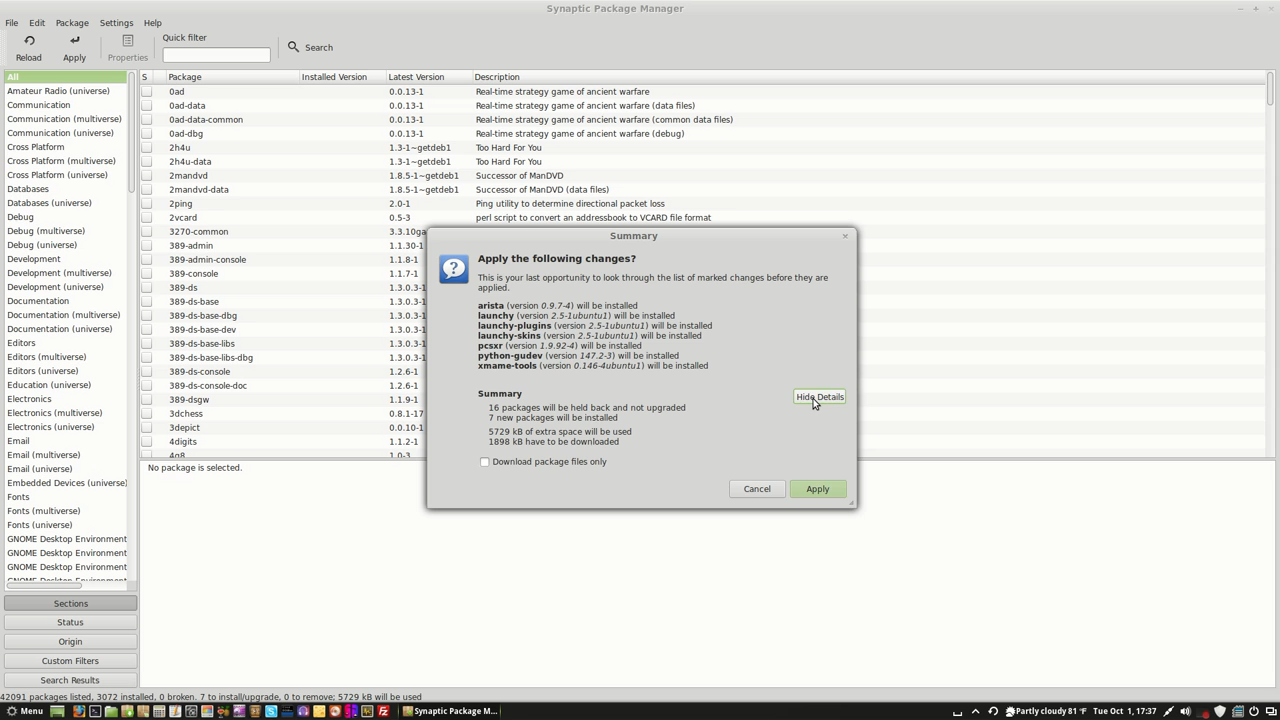 Synaptic Package Manager
File Edit Package Settings Help
Quick filter
Reload Apply Properties Search
All
Amateur Radio (universe)
Communication
Communication (multiverse)
Communication (universe)
Cross Platform
Cross Platform (multiverse)
Cross Platform (universe)
Databases
Databases (universe)
Debug
Debug (multiverse)
Debug (universe)
Development
Development (multiverse)
Development (universe)
Documentation
Documentation (multiverse)
Documentation (universe)
Editors
Editors (multiverse)
Editors (universe)
Education (universe)
Electronics
Electronics (multiverse)
Electronics (universe)
Email
Email (multiverse)
Email (universe)
Embedded Devices (universe)
Fonts
Fonts (multiverse)
Fonts (universe)
GNOME Desktop Environment
GNOME Desktop Environment
GNOME Desktop Environment
GNOME Desktop Environment
Sections
Status
Origin
Custom Filters
Search Results
S Package Installed Version Latest Version Description
0ad 0.0.13-1 Real-time strategy game of ancient warfare
0ad-data 0.0.13-1 Real-time strategy game of ancient warfare (data files)
0ad-data-common 0.0.13-1 Real-time strategy game of ancient warfare (common data files)
0ad-dbg 0.0.13-1 Real-time strategy game of ancient warfare (debug)
2h4u 1.3-1~getdeb1 Too Hard For You
2h4u-data 1.3-1~getdeb1 Too Hard For You
2mandvd 1.8.5-1~getdeb1 Successor of ManDVD
2mandvd-data 1.8.5-1~getdeb1 Successor of ManDVD (data files)
2ping 2.0-1 Ping utility to determine directional packet loss
2vcard 0.5-3 perl script to convert an addressbook to VCARD file format
3270-common 3.3.10ga
389-admin 1.1.30-1
389-admin-console 1.1.8-1
389-console 1.1.7-1
389-ds 1.3.0.3-1
389-ds-base 1.3.0.3-1
389-ds-base-dbg 1.3.0.3-1
389-ds-base-dev 1.3.0.3-1
389-ds-base-libs 1.3.0.3-1
389-ds-base-libs-dbg 1.3.0.3-1
389-ds-console 1.2.6-1
389-ds-console-doc 1.2.6-1
389-dsgw 1.1.9-1
3dchess 0.8.1-17
3depict 0.0.10-1
4digits 1.1.2-1
4g8 1.0-3
No package is selected.
Summary
Apply the following changes?
This is your last opportunity to look through the list of marked changes before they are
applied.
arista (version 0.9.7-4) will be installed
launchy (version 2.5-1ubuntu1) will be installed
launchy-plugins (version 2.5-1ubuntu1) will be installed
launchy-skins (version 2.5-1ubuntu1) will be installed
pcsxr (version 1.9.92-4) will be installed
python-gudev (version 147.2-3) will be installed
xmame-tools (version 0.146-4ubuntu1) will be installed
Summary
Hide Details
16 packages will be held back and not upgraded
7 new packages will be installed
5729 kB of extra space will be used
1898 kB have to be downloaded
Download package files only
Cancel Apply
42091 packages listed, 3072 installed, 0 broken. 7 to install/upgrade, 0 to remove; 5729 kB will be used
Menu Synaptic Package M... Partly cloudy 81 °F Tue Oct 1, 17:37